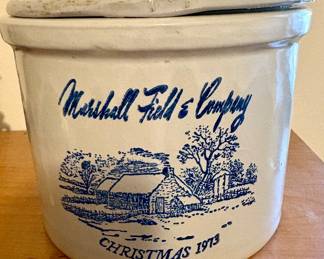 Marshall Field & Company
CHRISTMAS 1973